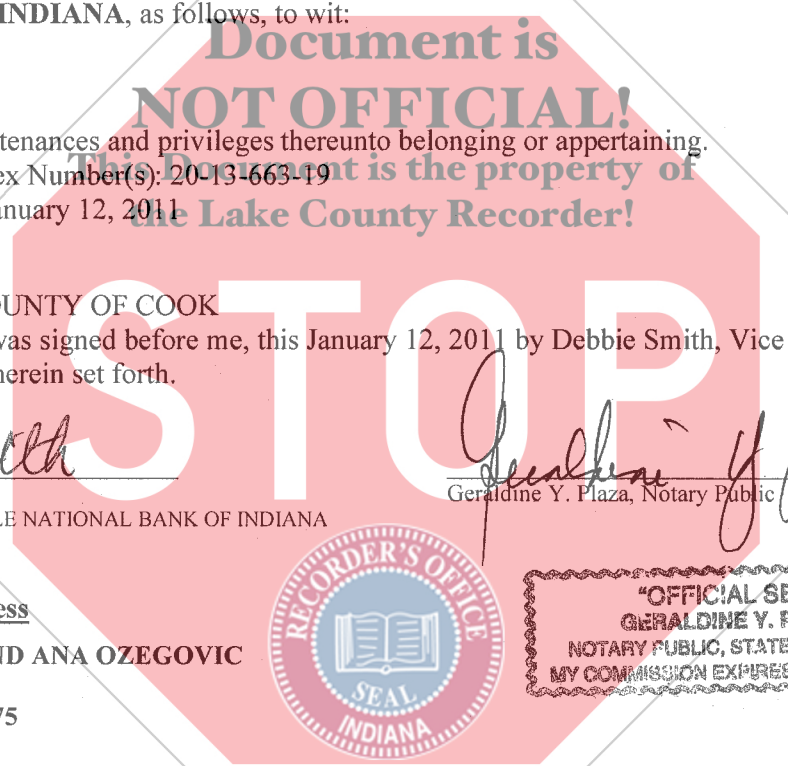 INDIANA, as follows, to wit:
Document is
NOT OFFICIAL!
tenances and privileges thereunto belonging or appertaining.
This Document is the property of
ex Number(s): 20-13-663-19
anuary 12, 2011
the Lake County Recorder!
STOP
OUNTY OF COOK
was signed before me, this January 12, 2011 by Debbie Smith, Vice
herein set forth.
Geraldine Y. Plaza, Notary Public
LE NATIONAL BANK OF INDIANA
RECORDER'S OFFICE
SEAL
INDIANA
"OFFICIAL SE
GERALDINE Y. P
NOTARY PUBLIC, STATE
MY COMMISSION EXPIRES
ess
ND ANA OZEGOVIC
75